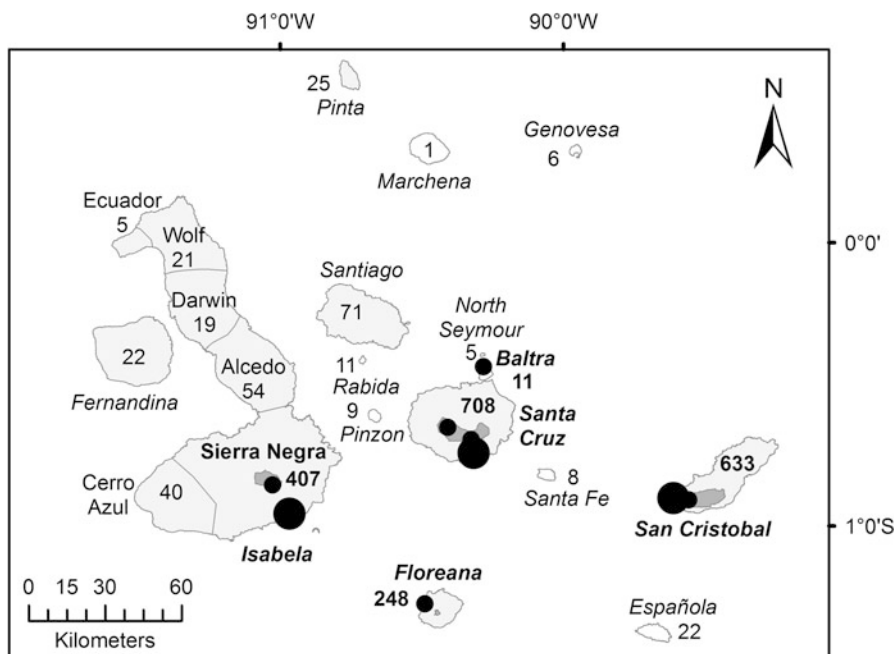 91°0'W 90°0'W
25
Pinta
N
Genovesa
6
1
Marchena
Ecuador
5
Wolf
21
0°0'
Santiago
71
Darwin
19
North
Seymour
5
Baltra
11
22
Fernandina
Alcedo
54
11
Rabida
9
Pinzon
708
Santa
Cruz
Sierra Negra
407
Cerro
Azul
40
8
Santa Fe
633
San Cristobal
1°0'S
Isabela
Floreana
248
Española
22
0 15 30 60
Kilometers